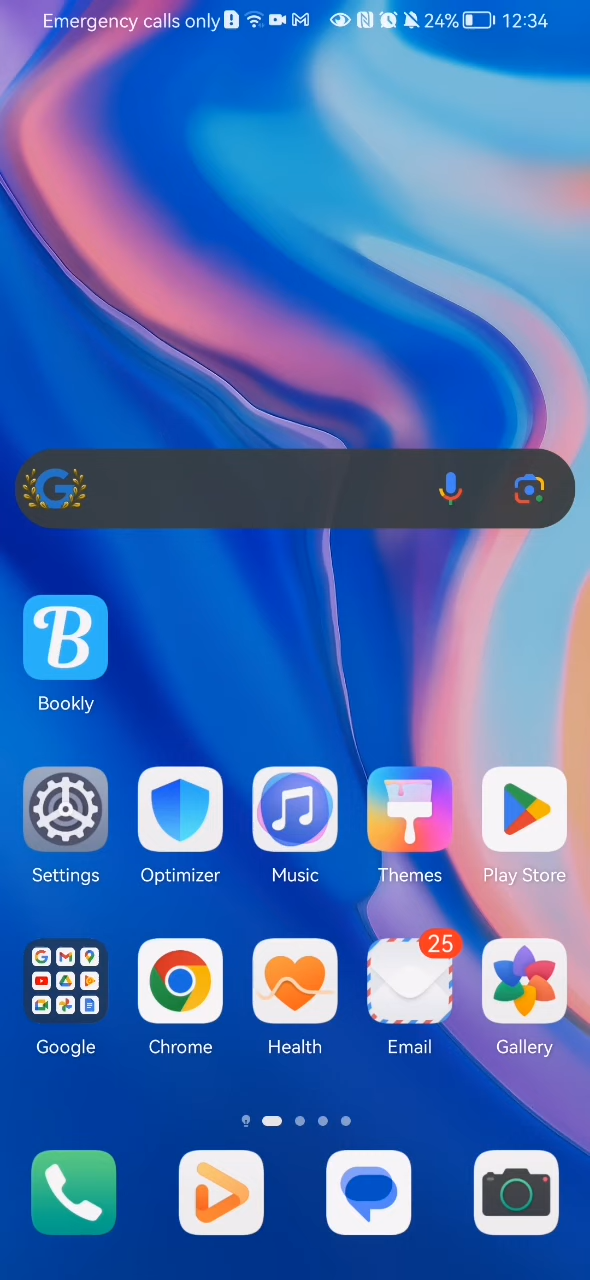 Emergency calls only 24% 12:34
B
Bookly
Settings Optimizer Music Themes Play Store
25
Google Chrome Health Email Gallery